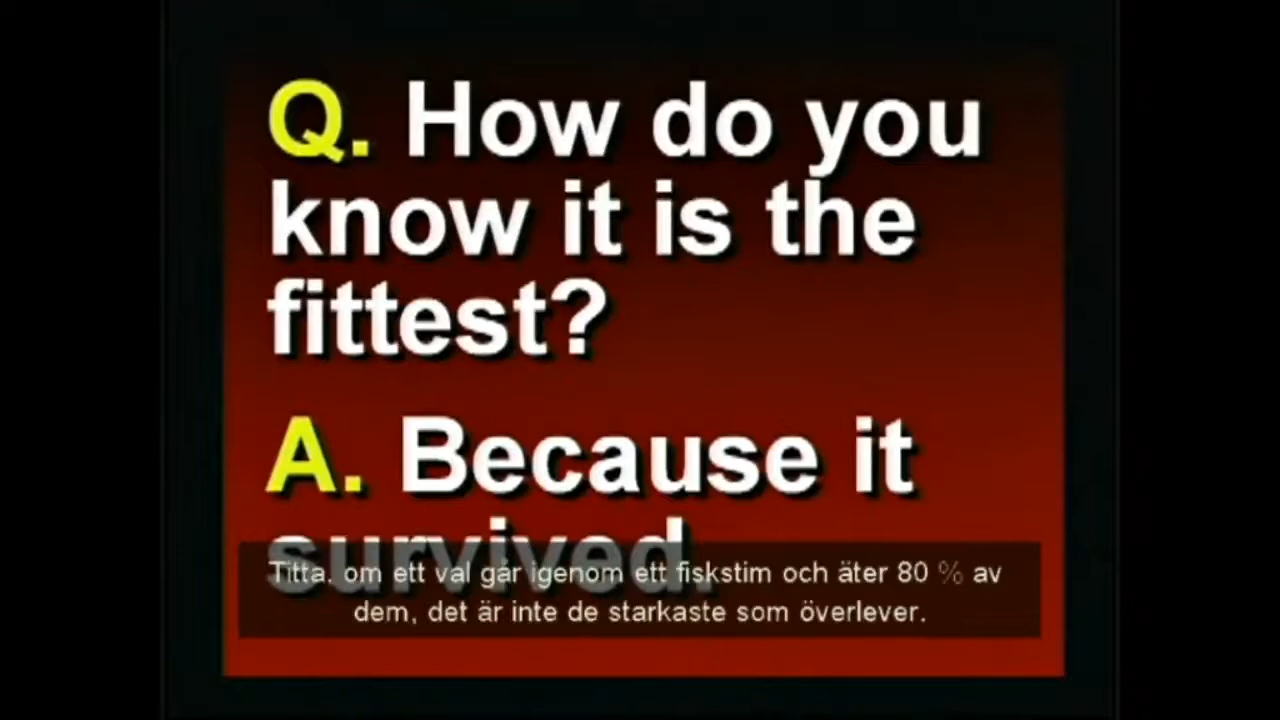 Q. How do you
know it is the
fittest?
A. Because it
survived.
Titta, om ett val går igenom ett fiskstim och äter 80 % av
dem, det är inte de starkaste som överlever.